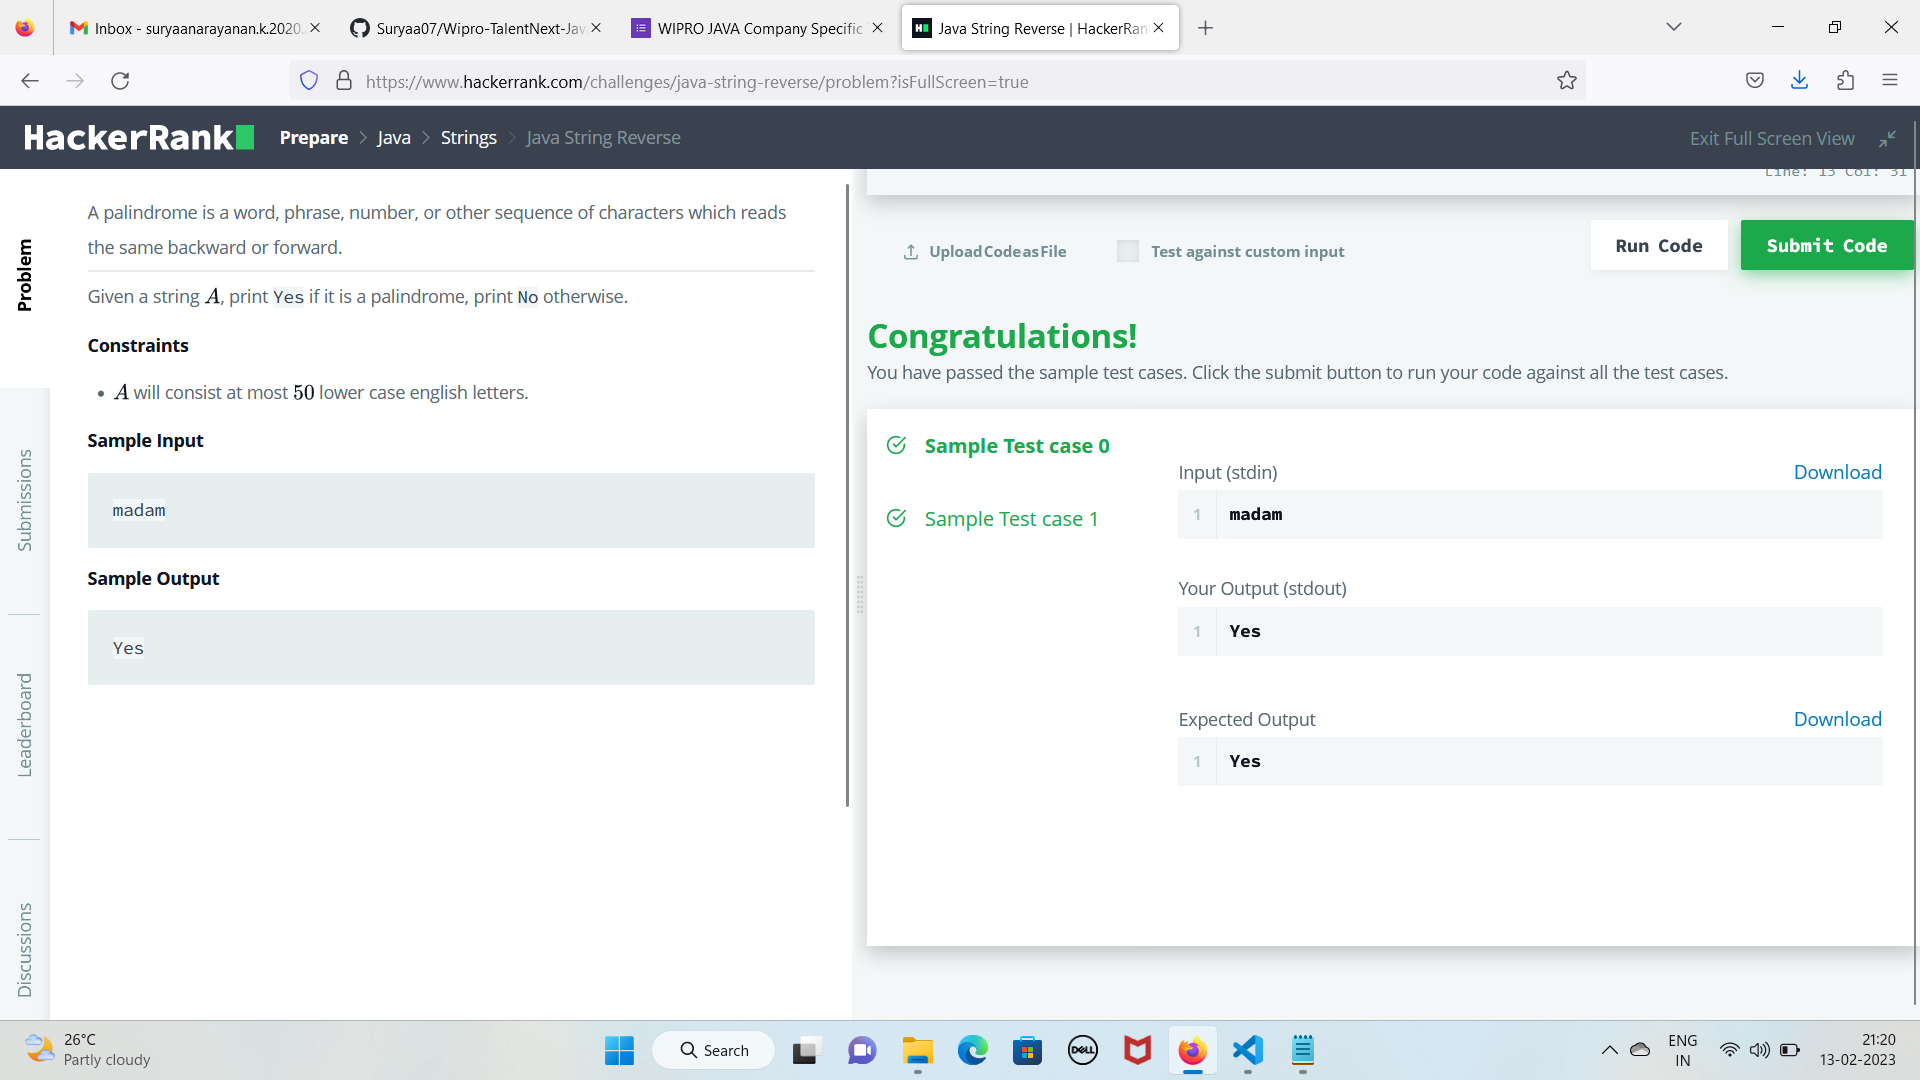 Inbox - suryaanarayanan.k.2020.
Suryaa07/Wipro-TalentNext-Jav
WIPRO JAVA Company Specific
Java String Reverse | HackerRan
https://www.hackerrank.com/challenges/java-string-reverse/problem?isFullScreen=true
HackerRank
Prepare > Java > Strings > Java String Reverse
Exit Full Screen View
Problem
Submissions
Leaderboard
Discussions
A palindrome is a word, phrase, number, or other sequence of characters which reads
the same backward or forward.
Given a string A, print Yes if it is a palindrome, print No otherwise.
Constraints
• A will consist at most 50 lower case english letters.
Sample Input
madam
Sample Output
Yes
Line: 13 Col: 31
Upload Code as File
Test against custom input
Run Code
Submit Code
Congratulations!
You have passed the sample test cases. Click the submit button to run your code against all the test cases.
Sample Test case 0
Sample Test case 1
Input (stdin)
Download
1 madam
Your Output (stdout)
1 Yes
Expected Output
Download
1 Yes
26°C
Partly cloudy
Search
DELL
ENG
IN
21:20
13-02-2023